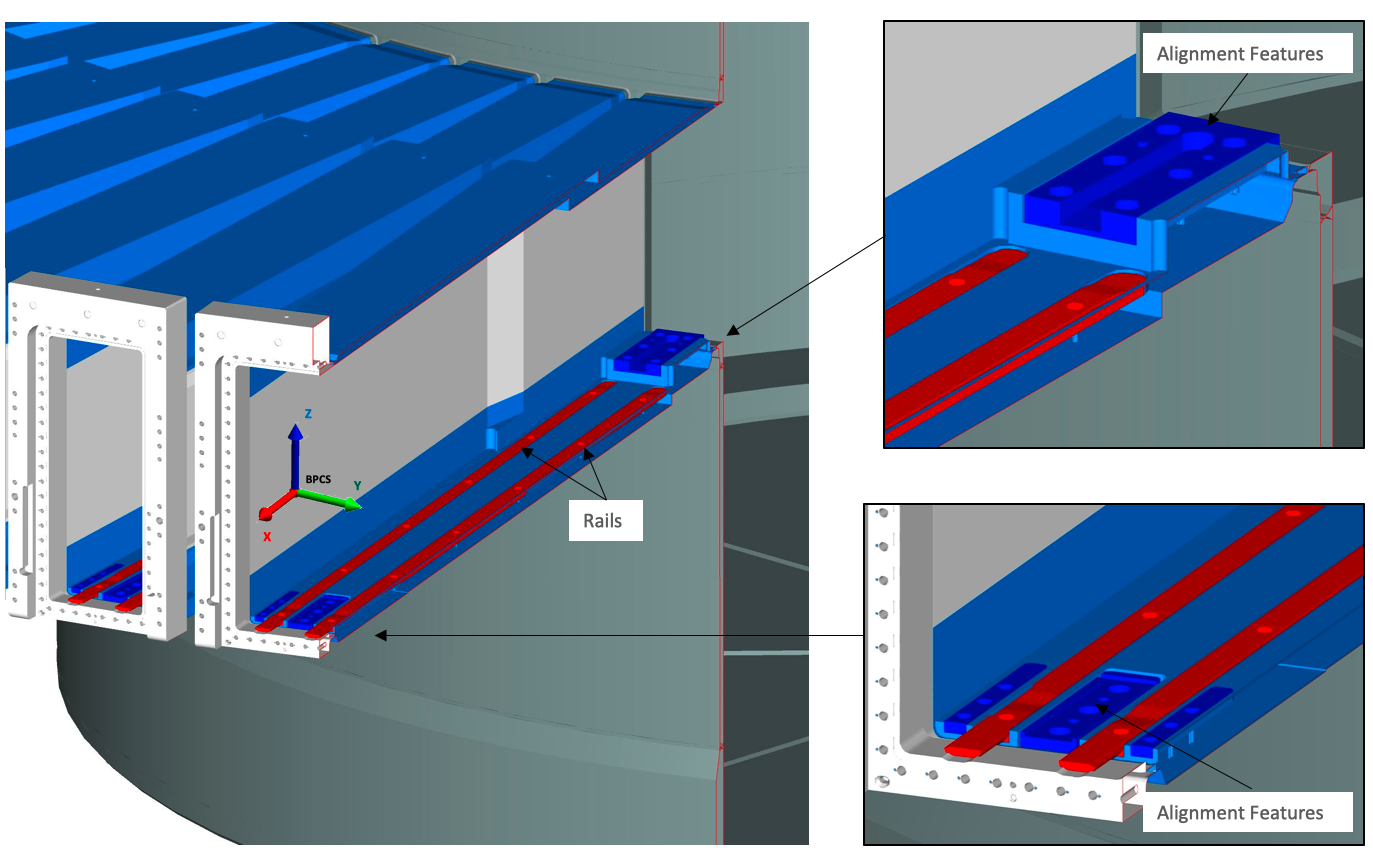 Alignment Features
Z
BPCS
Y
X
Rails
Alignment Features